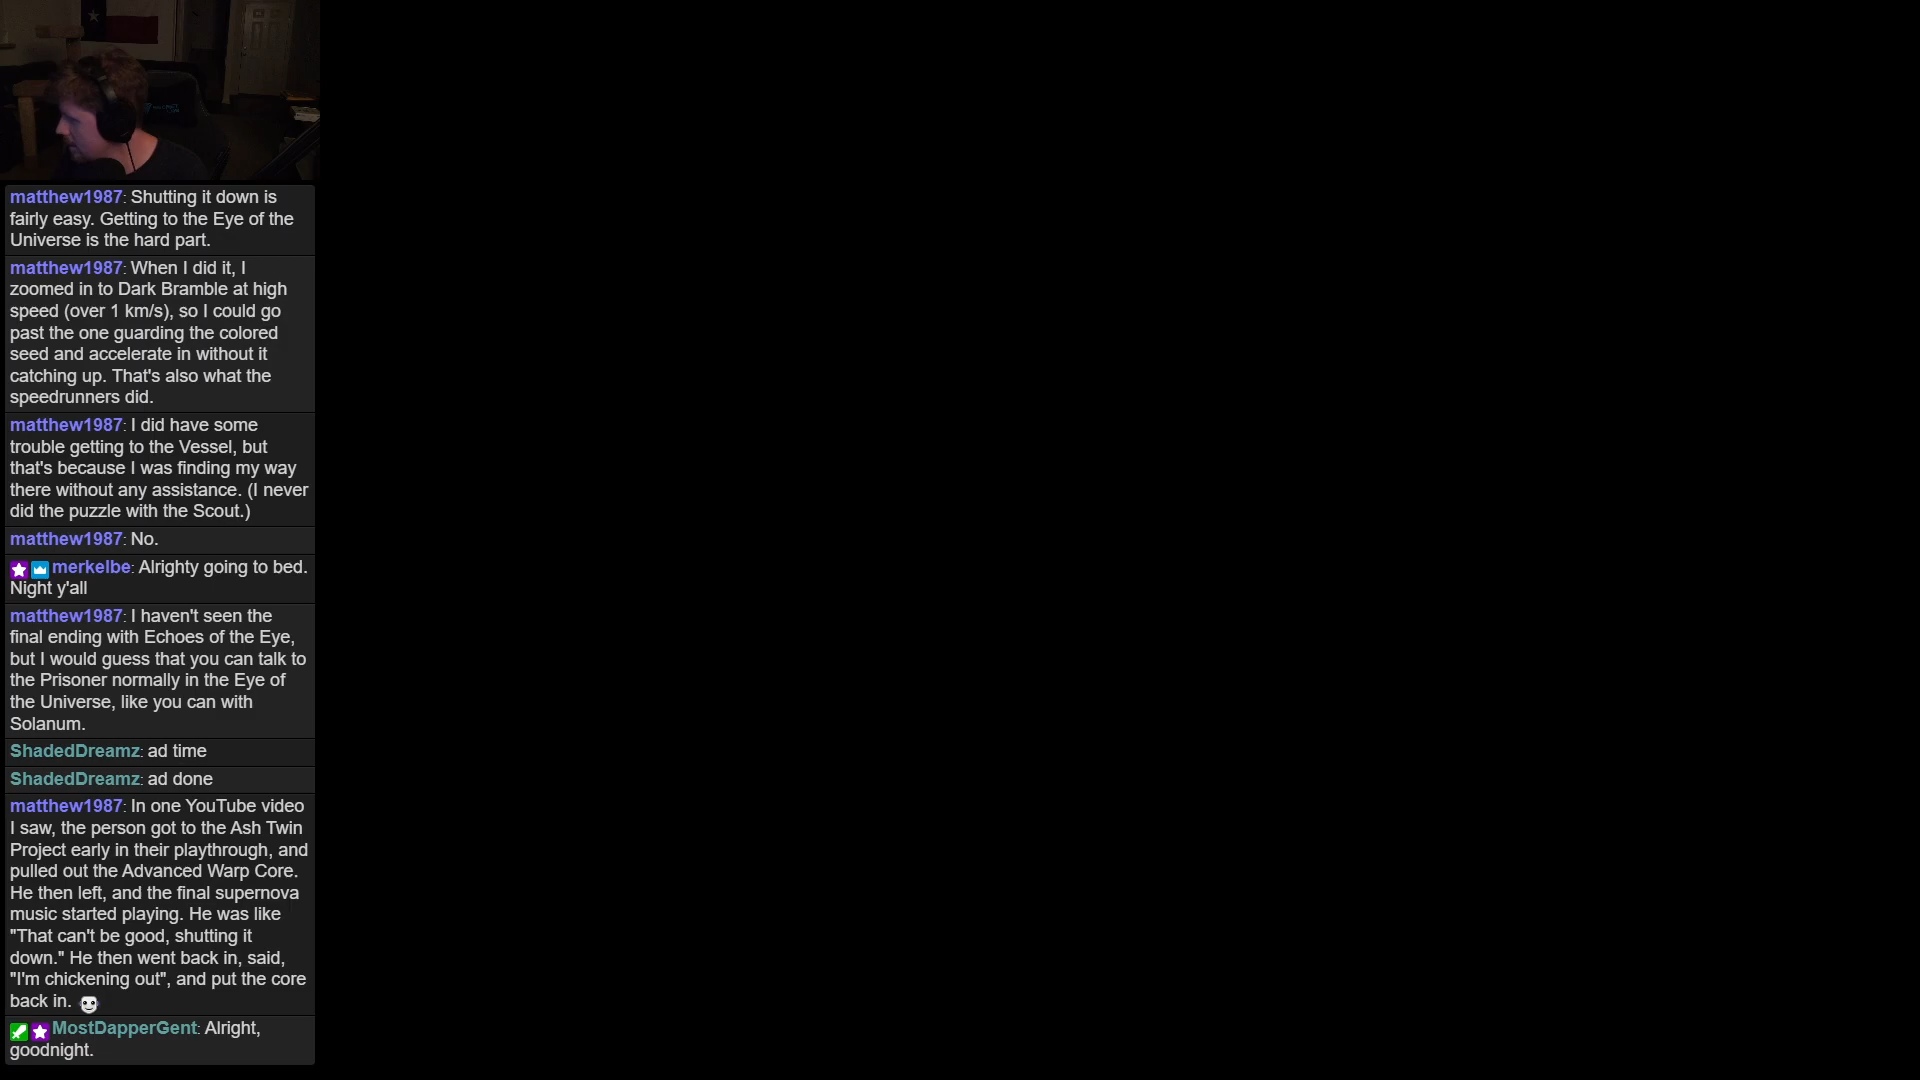 matthew1987: Shutting it down is
fairly easy. Getting to the Eye of the
Universe is the hard part.
matthew1987: When I did it, I
zoomed in to Dark Bramble at high
speed (over 1 km/s), so I could go
past the one guarding the colored
seed and accelerate in without it
catching up. That's also what the
speedrunners did.
matthew1987: I did have some
trouble getting to the Vessel, but
that's because I was finding my way
there without any assistance. (I never
did the puzzle with the Scout.)
matthew1987: No.
merkelbe: Alrighty going to bed.
Night y'all
matthew1987: I haven't seen the
final ending with Echoes of the Eye,
but I would guess that you can talk to
the Prisoner normally in the Eye of
the Universe, like you can with
Solanum.
ShadedDreamz: ad time
ShadedDreamz: ad done
matthew1987: In one YouTube video
I saw, the person got to the Ash Twin
Project early in their playthrough, and
pulled out the Advanced Warp Core.
He then left, and the final supernova
music started playing. He was like
"That can't be good, shutting it
down." He then went back in, said,
"I'm chickening out", and put the core
back in.
MostDapperGent: Alright,
goodnight.